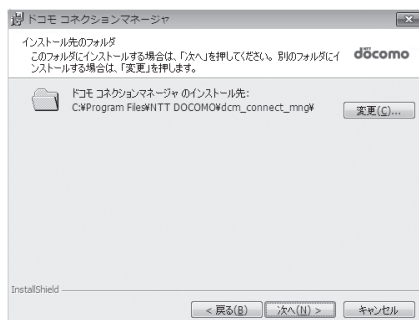 ドコモ コネクションマネージャ
インストール先のフォルダ
このフォルダにインストールする場合は、「次へ」を押してください。別のフォルダにイ
ンストールする場合は、「変更」を押します。
döcomo
ドコモ コネクションマネージャ のインストール先:
C:¥Program Files¥NTT DOCOMO¥dcm_connect_mng¥
変更(C)...
InstallShield
< 戻る(B)
次へ(N) >
キャンセル